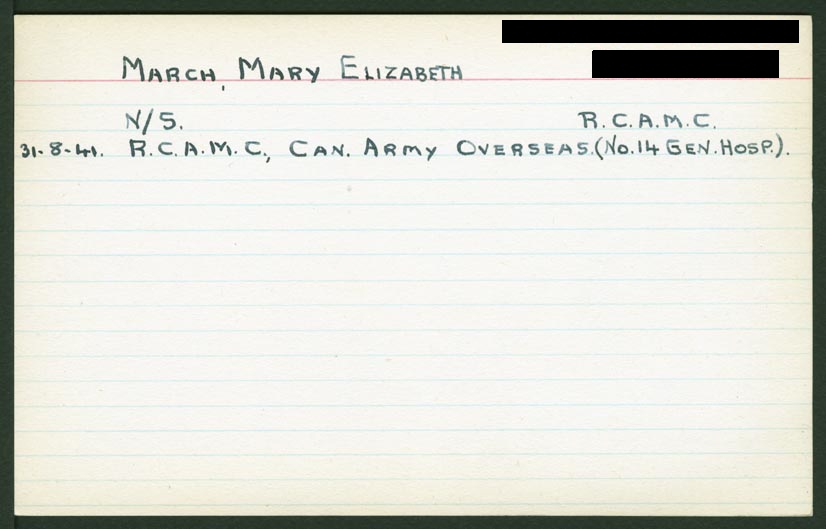 March, Mary Elizabeth
N/S. R.C.A.M.C.
31-8-41. R.C.A.M.C., Can. Army Overseas. (No. 14 Gen. Hosp.).